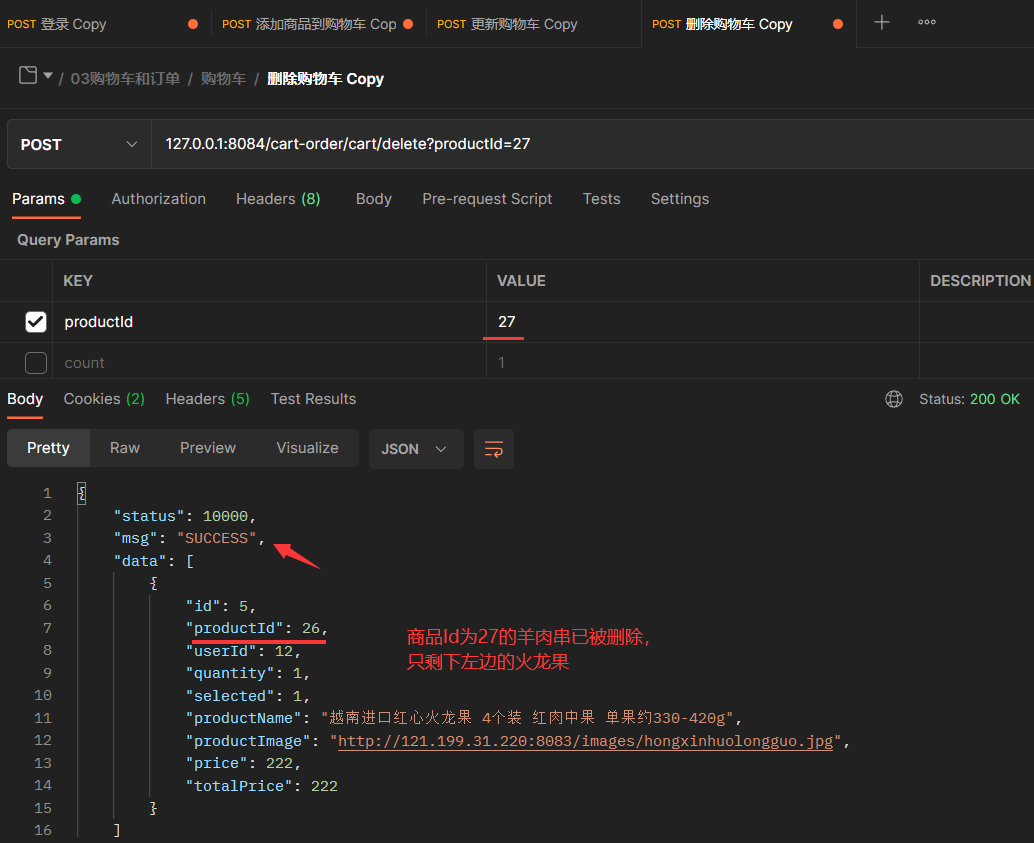 POST 登录 Copy POST 添加商品到购物车 Cop POST 更新购物车 Copy POST 删除购物车 Copy
/ 03购物车和订单 / 购物车 / 删除购物车 Copy
POST 127.0.0.1:8084/cart-order/cart/delete?productId=27
Params Authorization Headers (8) Body Pre-request Script Tests Settings
Query Params
KEY VALUE DESCRIPTION
productId 27
count 1
Body Cookies (2) Headers (5) Test Results Status: 200 OK
Pretty Raw Preview Visualize JSON
1 {
2 "status": 10000,
3 "msg": "SUCCESS",
4 "data": [
5 {
6 "id": 5,
7 "productId": 26,
8 "userId": 12,
商品Id为27的羊肉串已被删除，
只剩下左边的火龙果
9 "quantity": 1,
10 "selected": 1,
11 "productName": "越南进口红心火龙果 4个装 红肉中果 单果约330-420g",
12 "productImage": "http://121.199.31.220:8083/images/hongxinhuolongguo.jpg",
13 "price": 222,
14 "totalPrice": 222
15 }
16 ]